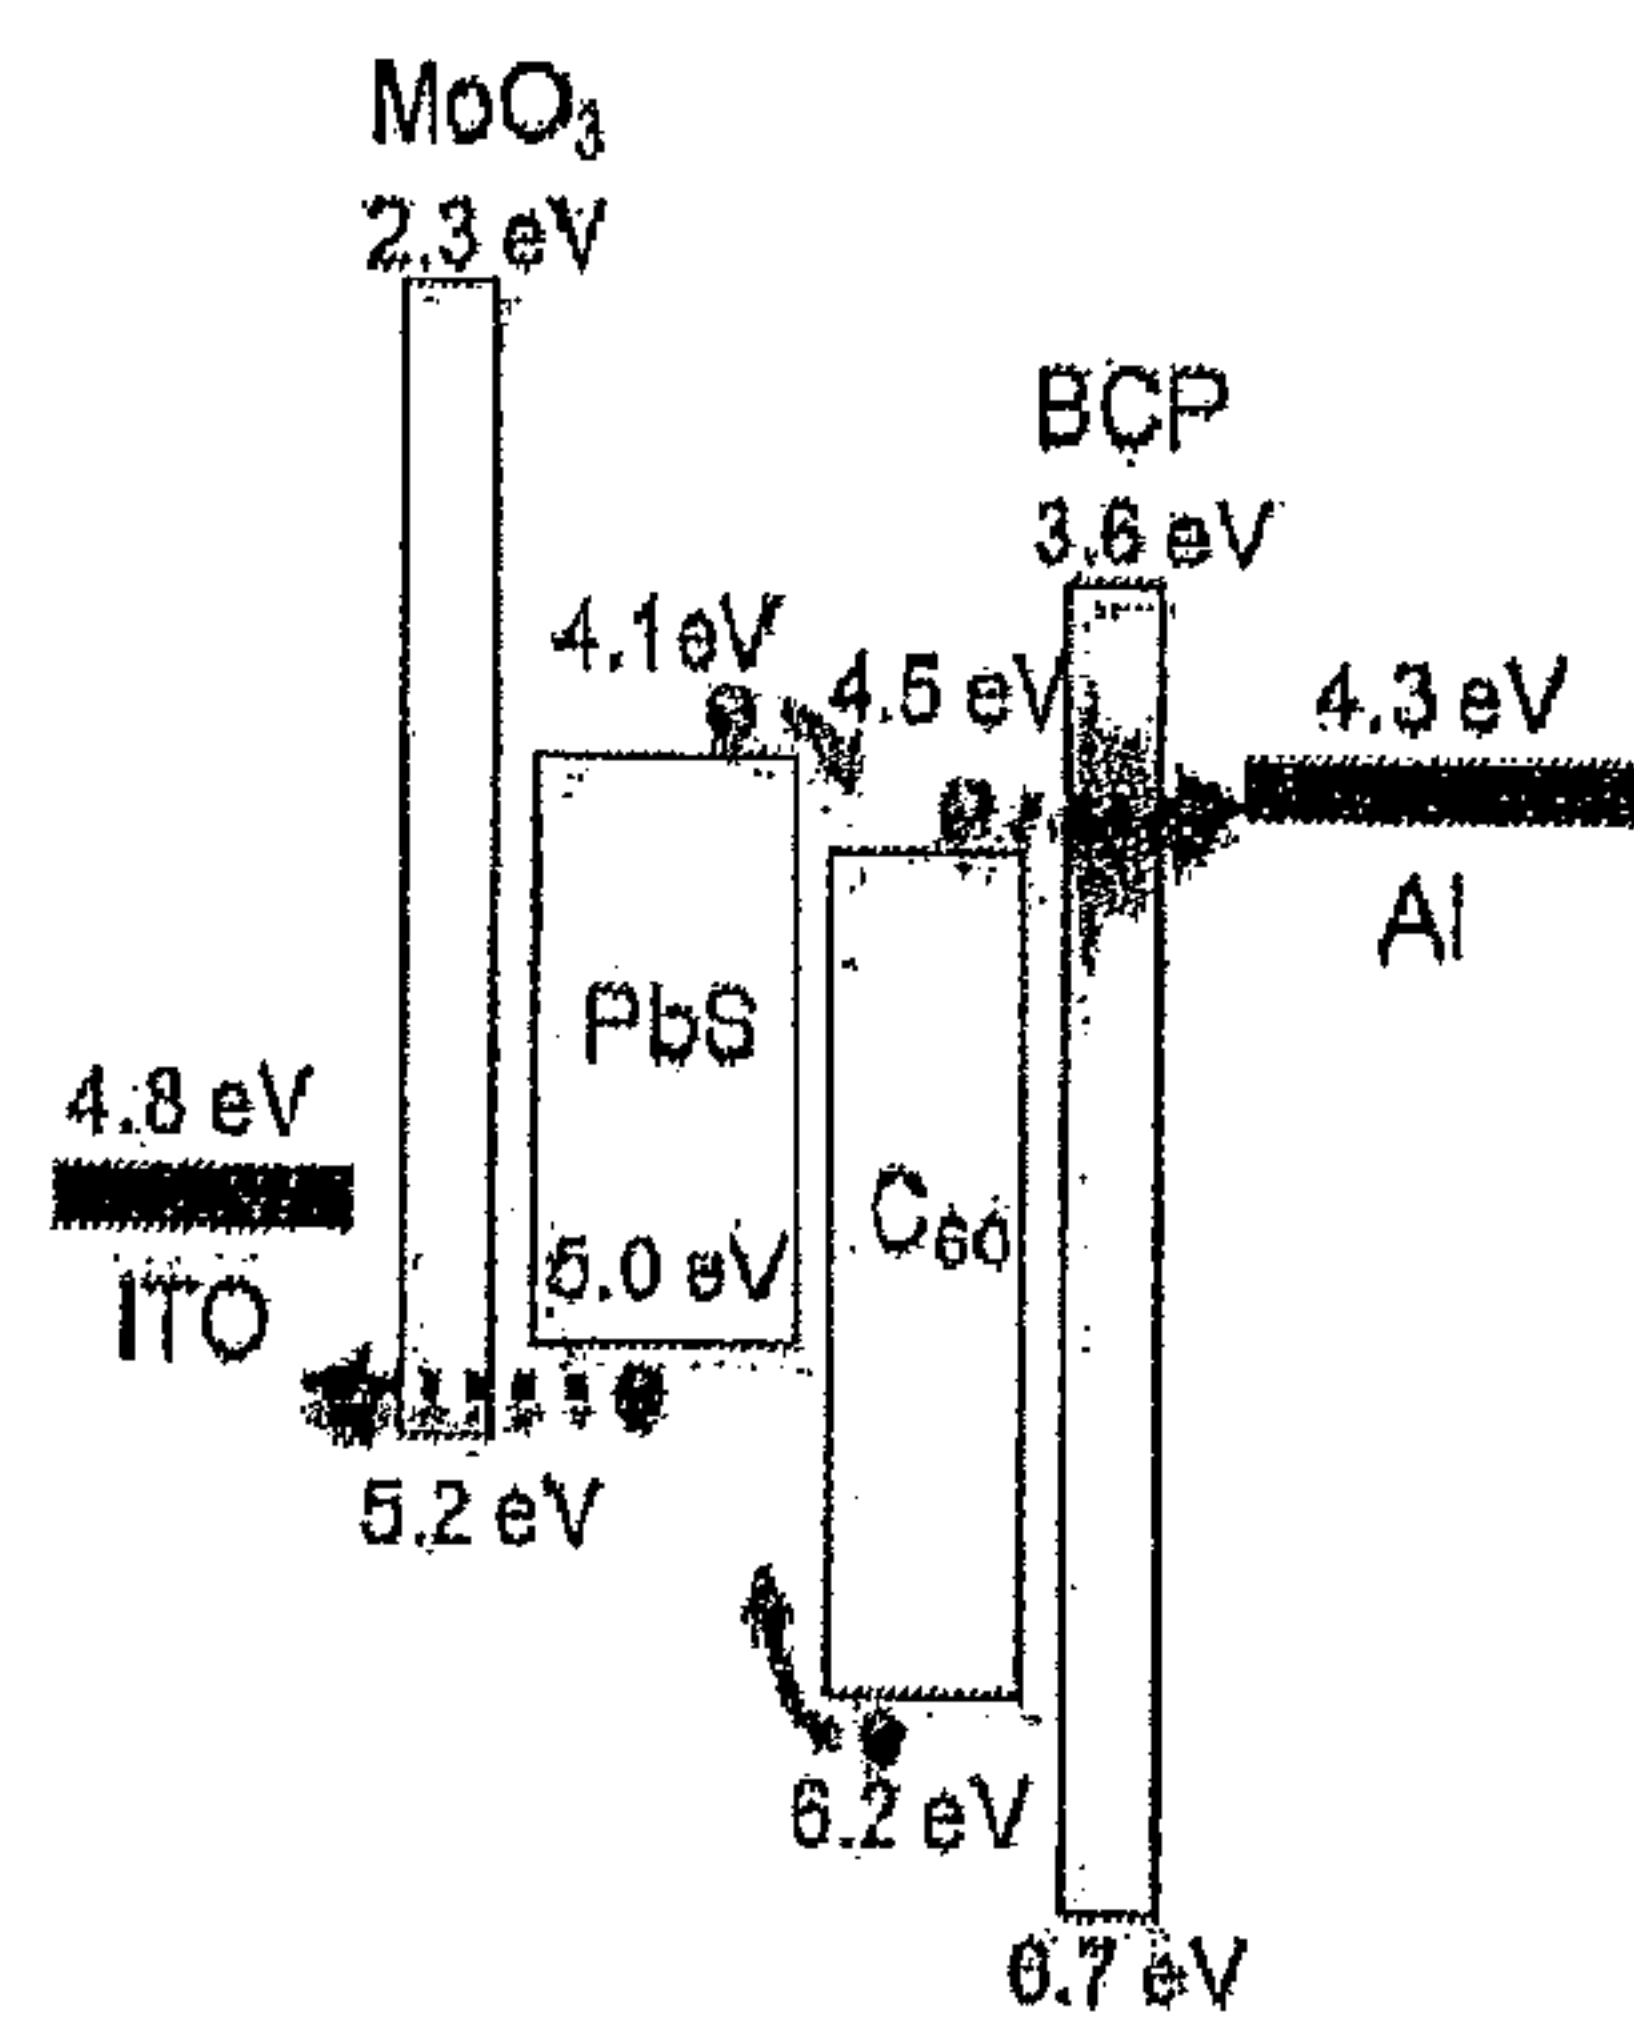 MoO₃
2.3 eV
BCP
3.6 eV
4.1eV
4.5 eV
4.3 eV
Al
PbS
4.8 eV
ITO
C₆₀
5.0 eV
5.2 eV
6.2 eV
6.7 eV